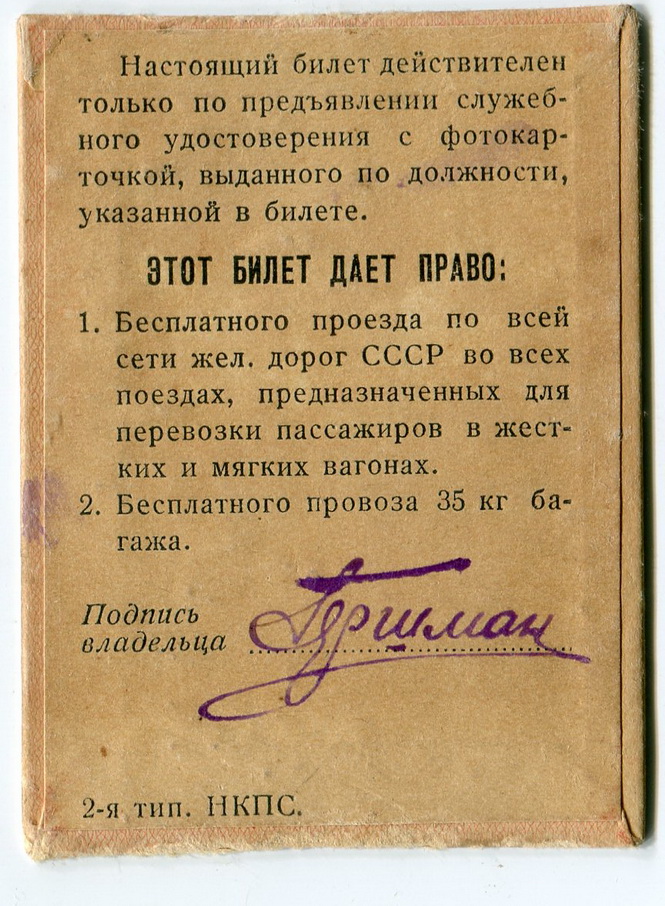 Настоящий билет действителен
только по предъявлении служеб-
ного удостоверения с фотокар-
точкой, выданного по должности,
указанной в билете.
ЭТОТ БИЛЕТ ДАЕТ ПРАВО:
1. Бесплатного проезда по всей
сети жел. дорог СССР во всех
поездах, предназначенных для
перевозки пассажиров в жест-
ких и мягких вагонах.
2. Бесплатного провоза 35 кг ба-
гажа.
Подпись
владельца
2-я тип. НКПС.